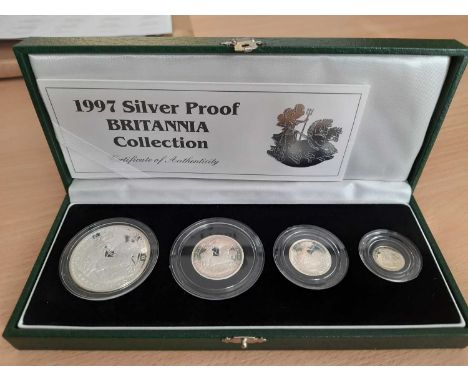 1997 Silver Proof
BRITANNIA
Collection
Certificate of Authenticity